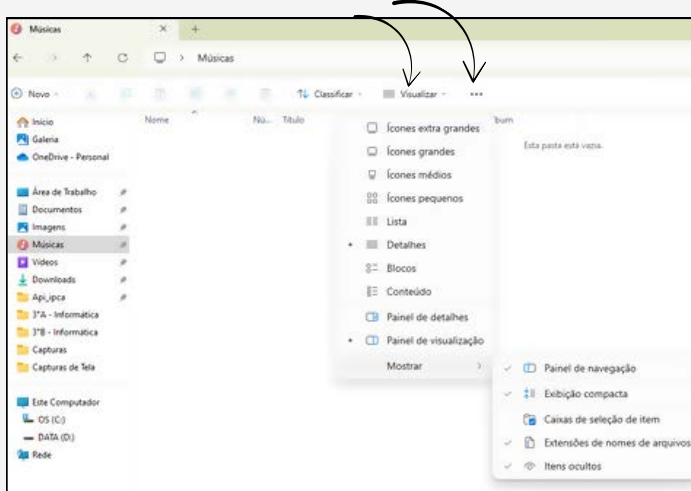 Músicas
Músicas
Novo
Classificar
Visualizar
Início
Galeria
OneDrive - Personal
Área de Trabalho
Documentos
Imagens
Músicas
Vídeos
Downloads
Api_ipca
3ºA - Informática
3ºB - Informática
Capturas
Capturas de Tela
Este Computador
OS (C:)
DATA (D:)
Rede
Nome
Nú...
Título
bum
Esta pasta está vazia.
Ícones extra grandes
Ícones grandes
Ícones médios
Ícones pequenos
Lista
Detalhes
Blocos
Conteúdo
Painel de detalhes
Painel de visualização
Mostrar
Painel de navegação
Exibição compacta
Caixas de seleção de item
Extensões de nomes de arquivos
Itens ocultos